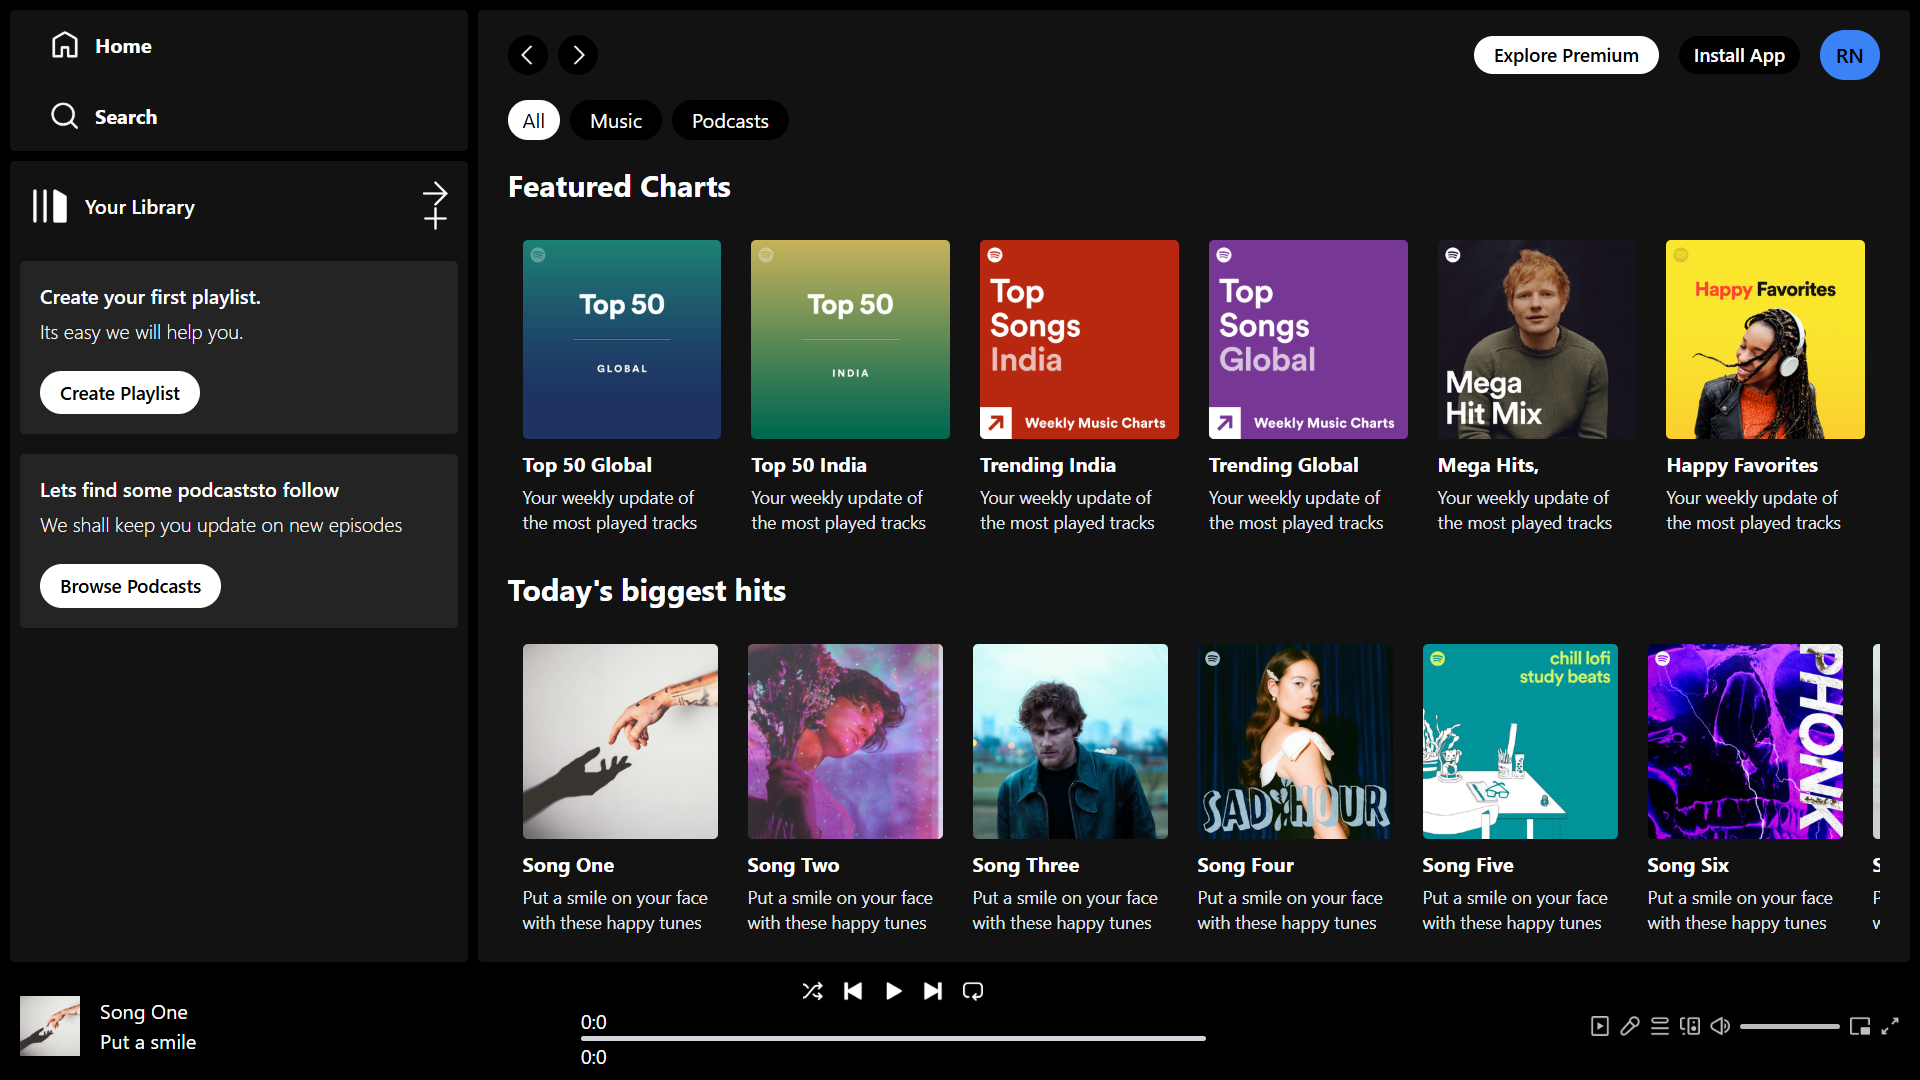 Home
Search
Your Library
Create your first playlist.
Its easy we will help you.
Create Playlist
Lets find some podcaststo follow
We shall keep you update on new episodes
Browse Podcasts
Explore Premium
Install App
RN
All
Music
Podcasts
Featured Charts
Top 50
GLOBAL
Top 50 Global
Your weekly update of
the most played tracks
Top 50
INDIA
Top 50 India
Your weekly update of
the most played tracks
Top
Songs
India
Weekly Music Charts
Trending India
Your weekly update of
the most played tracks
Top
Songs
Global
Weekly Music Charts
Trending Global
Your weekly update of
the most played tracks
Mega
Hit Mix
Mega Hits,
Your weekly update of
the most played tracks
Happy Favorites
Happy Favorites
Your weekly update of
the most played tracks
Today's biggest hits
Song One
Put a smile on your face
with these happy tunes
Song Two
Put a smile on your face
with these happy tunes
Song Three
Put a smile on your face
with these happy tunes
SAD HOUR
Song Four
Put a smile on your face
with these happy tunes
chill lofi
study beats
Song Five
Put a smile on your face
with these happy tunes
PHONK
Song Six
Put a smile on your face
with these happy tunes
Song One
Put a smile
0:0
0:0